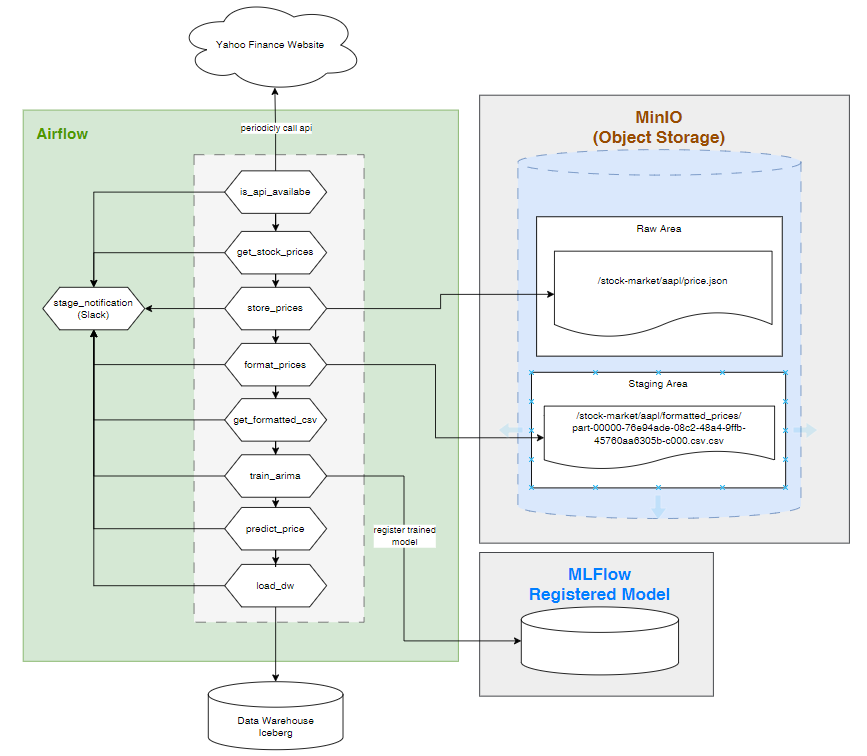 Yahoo Finance Website
periodicly call api
Airflow
is_api_availabe
get_stock_prices
stage_notification
(Slack)
store_prices
format_prices
get_formatted_csv
train_arima
predict_price
load_dw
register trained
model
Data Warehouse
Iceberg
MinIO
(Object Storage)
Raw Area
/stock-market/aapl/price.json
Staging Area
/stock-market/aapl/formatted_prices/
part-00000-76e94ade-08c2-48a4-9ffb-
45760aa6305b-c000.csv.csv
MLFlow
Registered Model